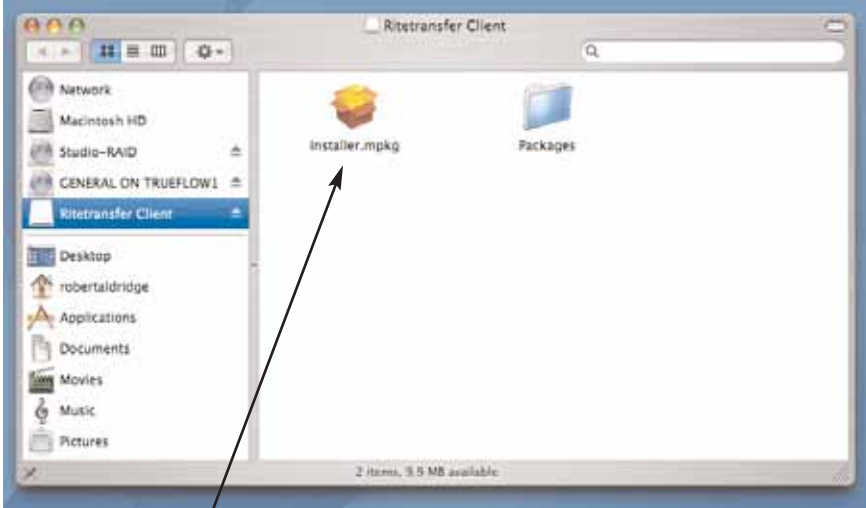 Ritetransfer Client
Network
Macintosh HD
Studio-RAID
GENERAL ON TRUEFLOW1
Ritetransfer Client
Desktop
robertaldridge
Applications
Documents
Movies
Music
Pictures
Installer.mpkg
Packages
2 items, 9.5 MB available